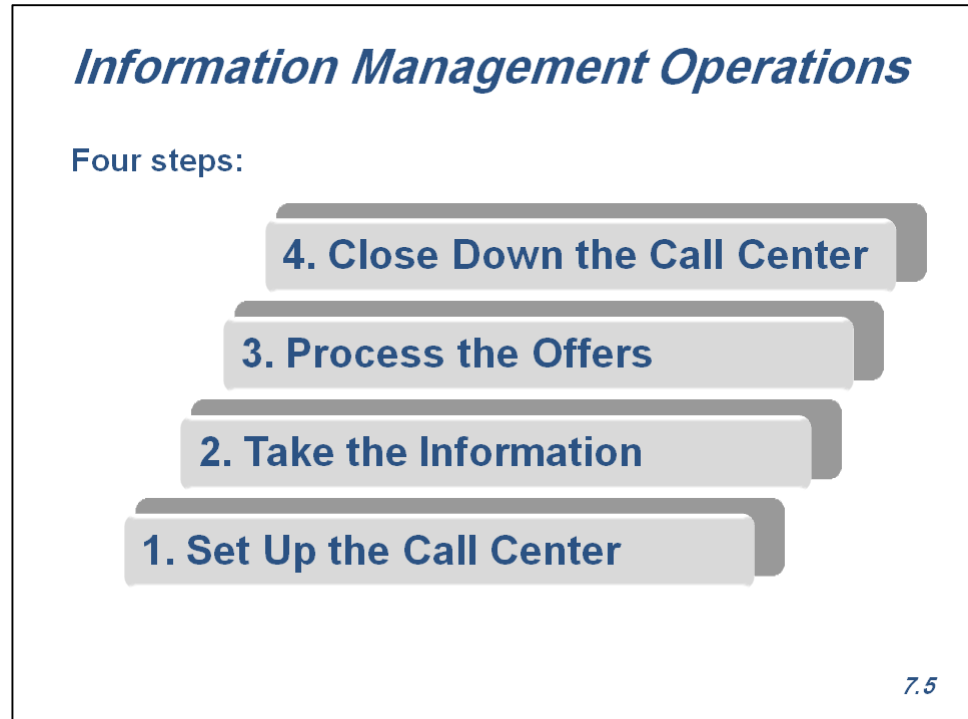 Information Management Operations
Four steps:
4. Close Down the Call Center
3. Process the Offers
2. Take the Information
1. Set Up the Call Center
7.5